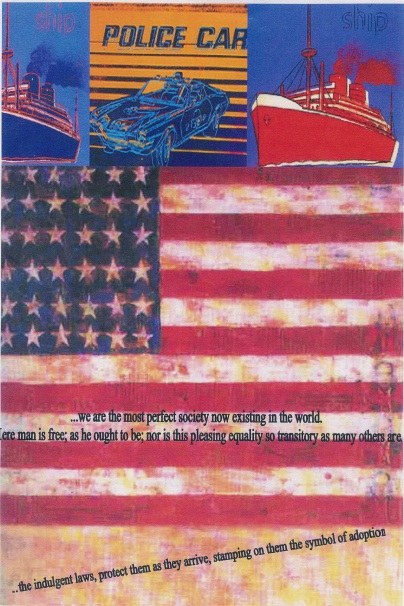 ship
POLICE CAR
ship
...we are the most perfect society now existing in the world.
ere man is free; as he ought to be; nor is this pleasing equality so transitory as many others are
...the indulgent laws, protect them as they arrive, stamping on them the symbol of adoption